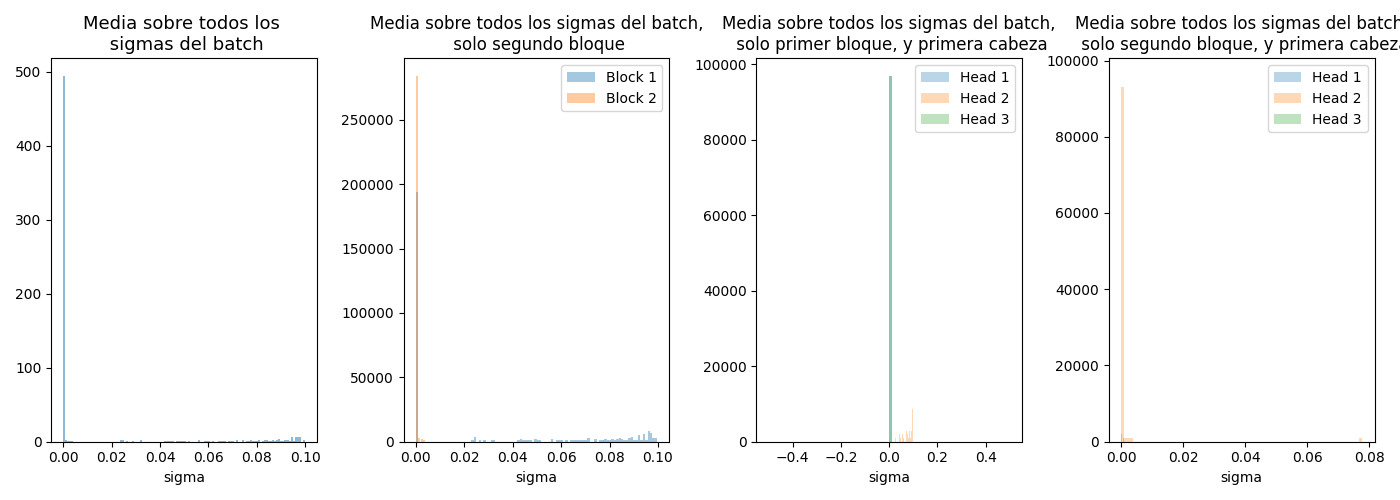 Media sobre todos los
sigmas del batch
500
400
300
200
100
0
0.00 0.02 0.04 0.06 0.08 0.10
sigma
Media sobre todos los sigmas del batch,
solo segundo bloque
Block 1
Block 2
250000
200000
150000
100000
50000
0
0.00 0.02 0.04 0.06 0.08 0.10
sigma
Media sobre todos los sigmas del batch,
solo primer bloque, y primera cabeza
Head 1
Head 2
Head 3
100000
80000
60000
40000
20000
0
−0.4 −0.2 0.0 0.2 0.4
sigma
Media sobre todos los sigmas del batch
solo segundo bloque, y primera cabeza
Head 1
Head 2
Head 3
100000
80000
60000
40000
20000
0
0.00 0.02 0.04 0.06 0.08
sigma